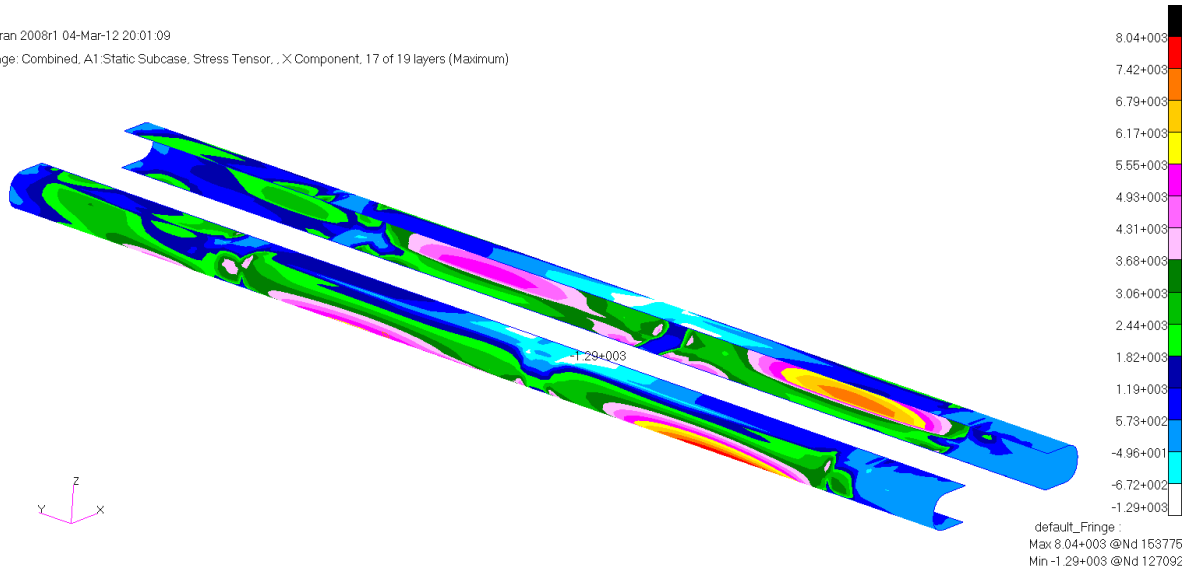 ran 2008r1 04-Mar-12 20:01:09
nge: Combined, A1:Static Subcase, Stress Tensor, , X Component, 17 of 19 layers (Maximum)
8.04+003
7.42+003
6.79+003
6.17+003
5.55+003
4.93+003
4.31+003
3.68+003
3.06+003
2.44+003
1.82+003
1.19+003
5.73+002
-4.96+001
-6.72+002
-1.29+003
-1.29+003
Z
Y
X
default_Fringe :
Max 8.04+003 @Nd 153775
Min -1.29+003 @Nd 127092